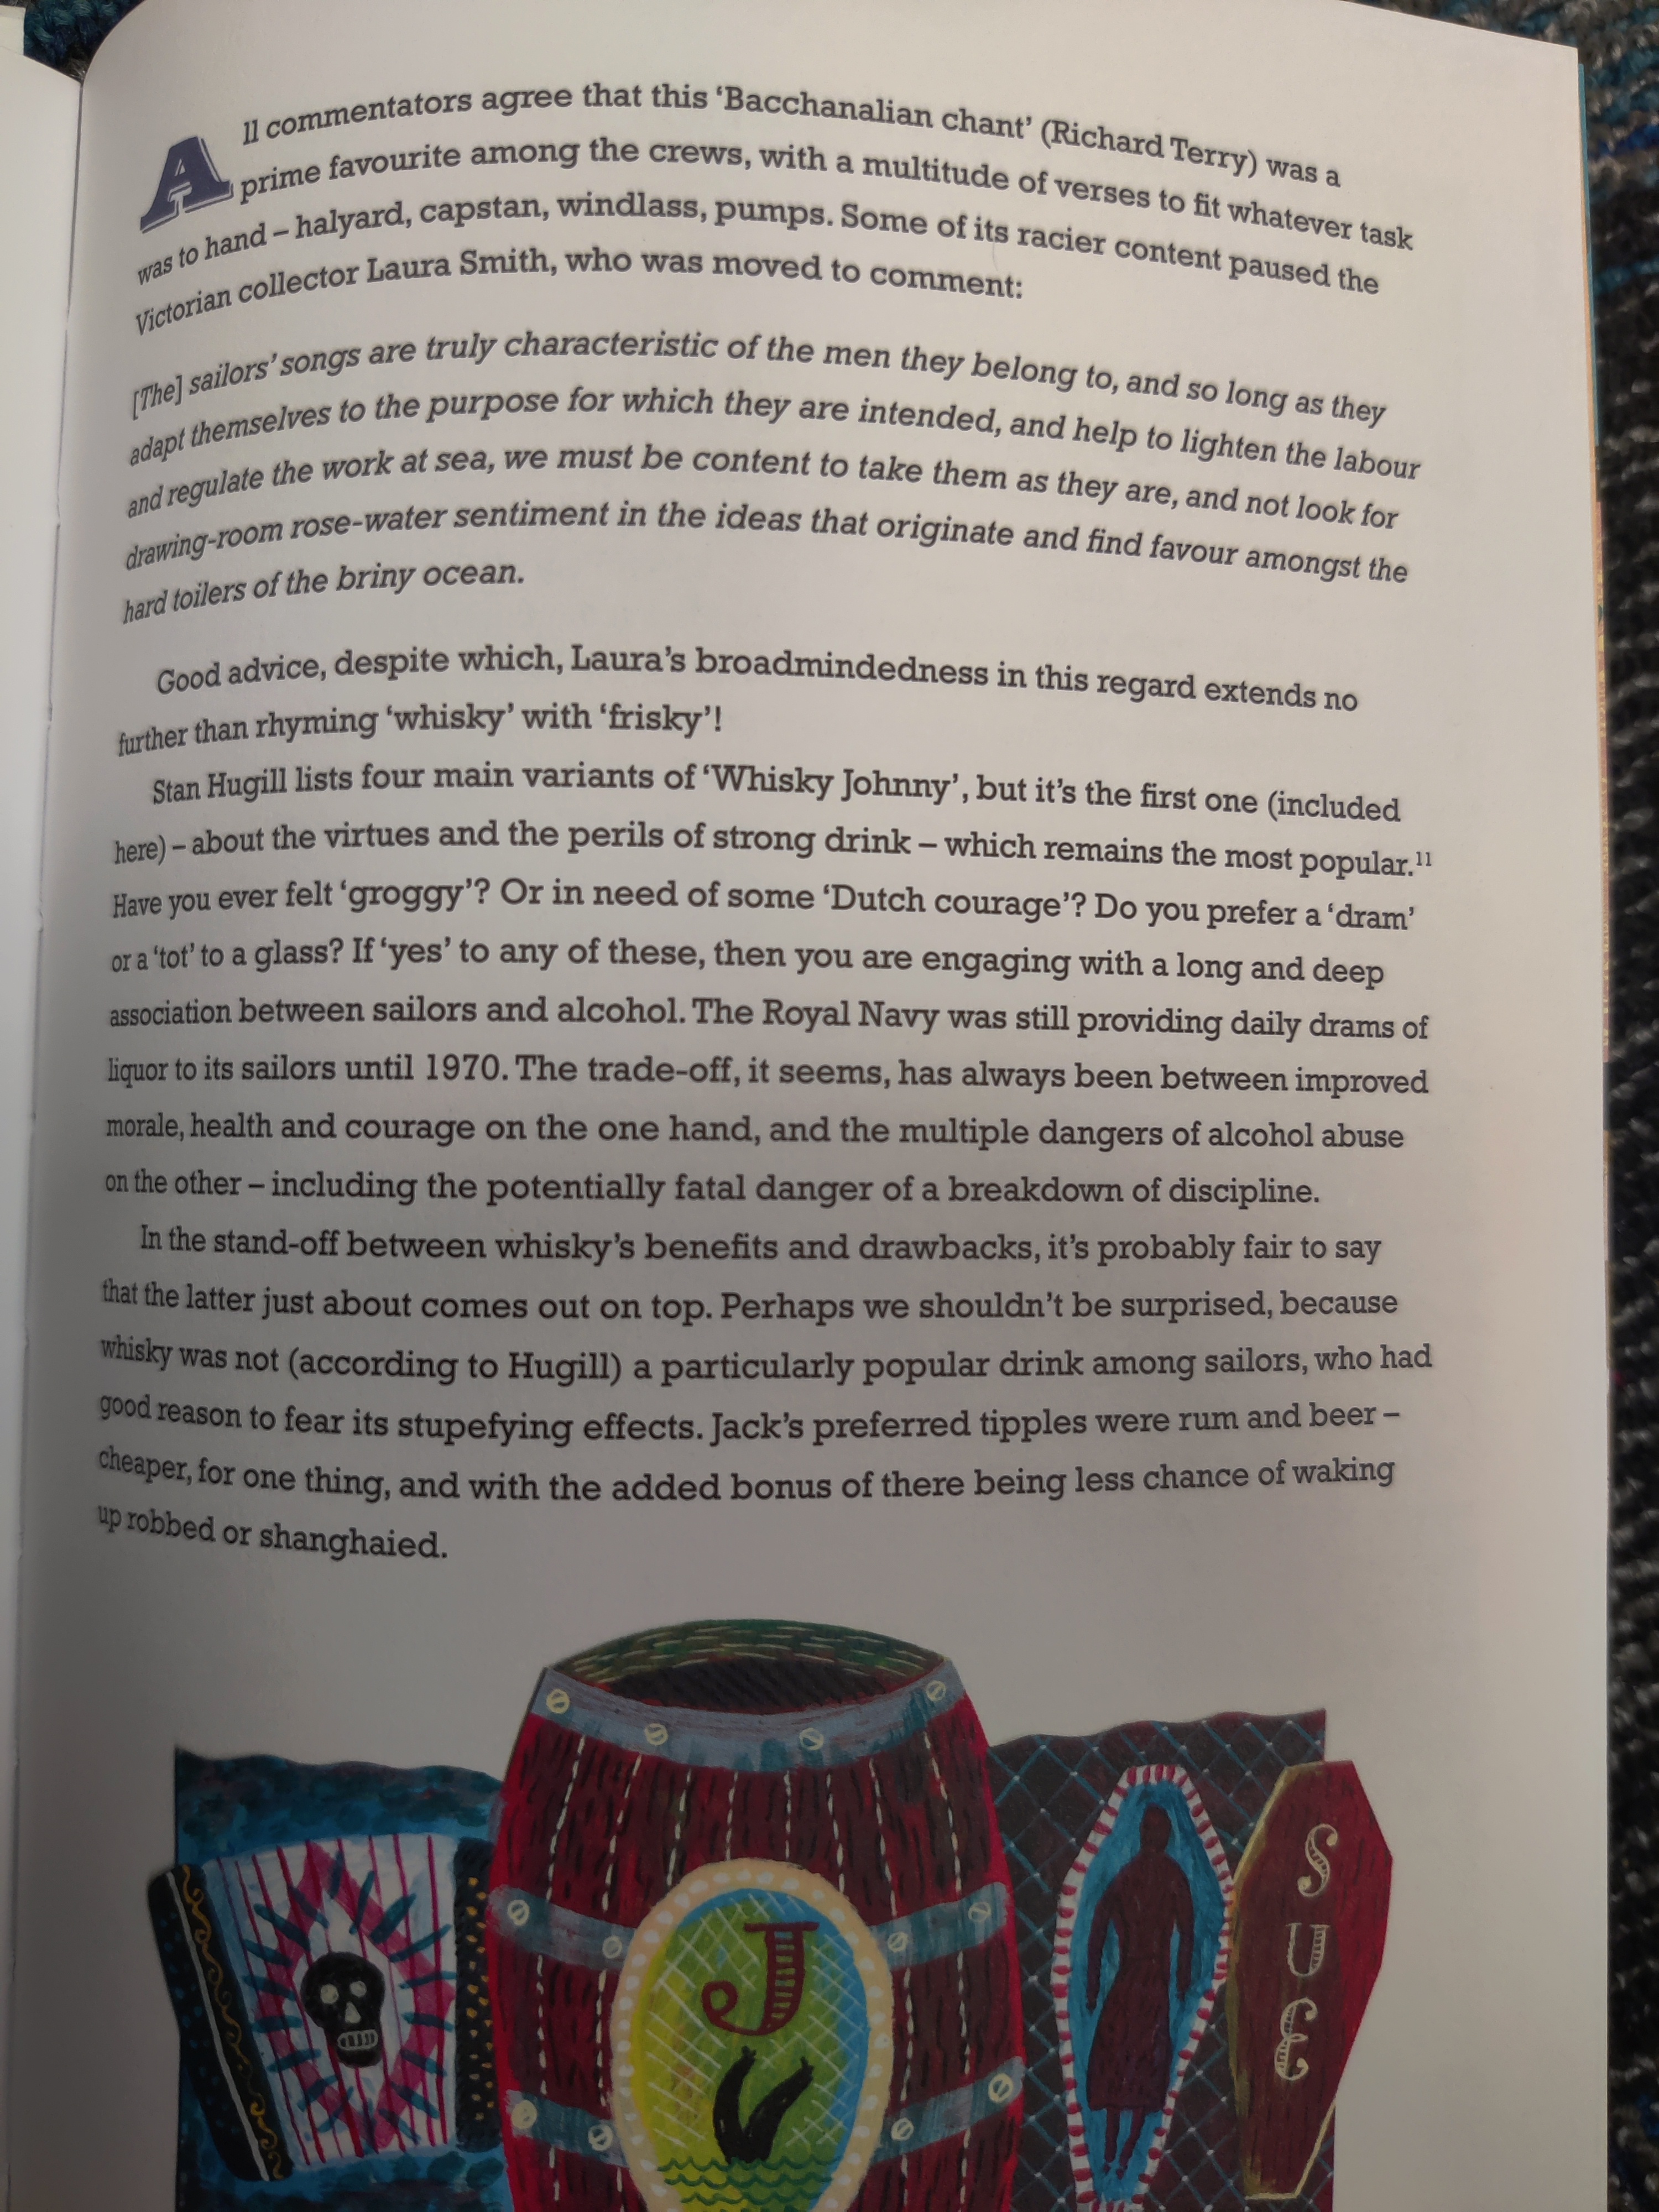 All commentators agree that this ‘Bacchanalian chant’ (Richard Terry) was a
prime favourite among the crews, with a multitude of verses to fit whatever task
was to hand – halyard, capstan, windlass, pumps. Some of its racier content paused the
Victorian collector Laura Smith, who was moved to comment:
[The] sailors’ songs are truly characteristic of the men they belong to, and so long as they
adapt themselves to the purpose for which they are intended, and help to lighten the labour
and regulate the work at sea, we must be content to take them as they are, and not look for
drawing-room rose-water sentiment in the ideas that originate and find favour amongst the
hard toilers of the briny ocean.
Good advice, despite which, Laura’s broadmindedness in this regard extends no
further than rhyming ‘whisky’ with ‘frisky’!
Stan Hugill lists four main variants of ‘Whisky Johnny’, but it’s the first one (included
here) – about the virtues and the perils of strong drink – which remains the most popular.¹¹
Have you ever felt ‘groggy’? Or in need of some ‘Dutch courage’? Do you prefer a ‘dram’
or a ‘tot’ to a glass? If ‘yes’ to any of these, then you are engaging with a long and deep
association between sailors and alcohol. The Royal Navy was still providing daily drams of
liquor to its sailors until 1970. The trade-off, it seems, has always been between improved
morale, health and courage on the one hand, and the multiple dangers of alcohol abuse
on the other – including the potentially fatal danger of a breakdown of discipline.
In the stand-off between whisky’s benefits and drawbacks, it’s probably fair to say
that the latter just about comes out on top. Perhaps we shouldn’t be surprised, because
whisky was not (according to Hugill) a particularly popular drink among sailors, who had
good reason to fear its stupefying effects. Jack’s preferred tipples were rum and beer –
cheaper, for one thing, and with the added bonus of there being less chance of waking
up robbed or shanghaied.
J
SUE